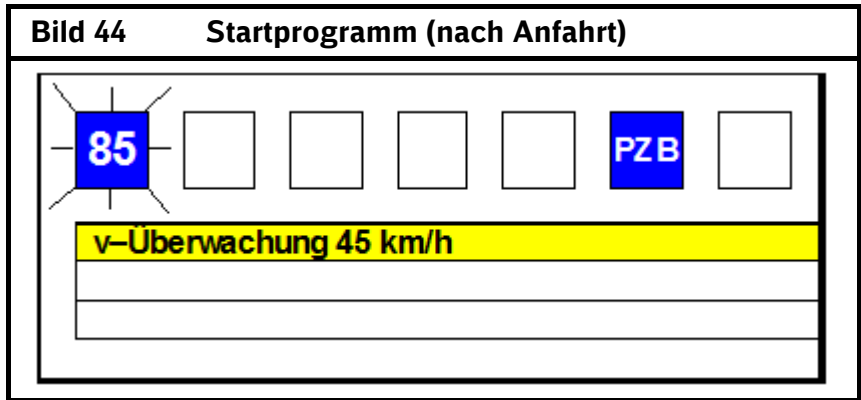 Bild 44 Startprogramm (nach Anfahrt)
85 PZB
v–Überwachung 45 km/h